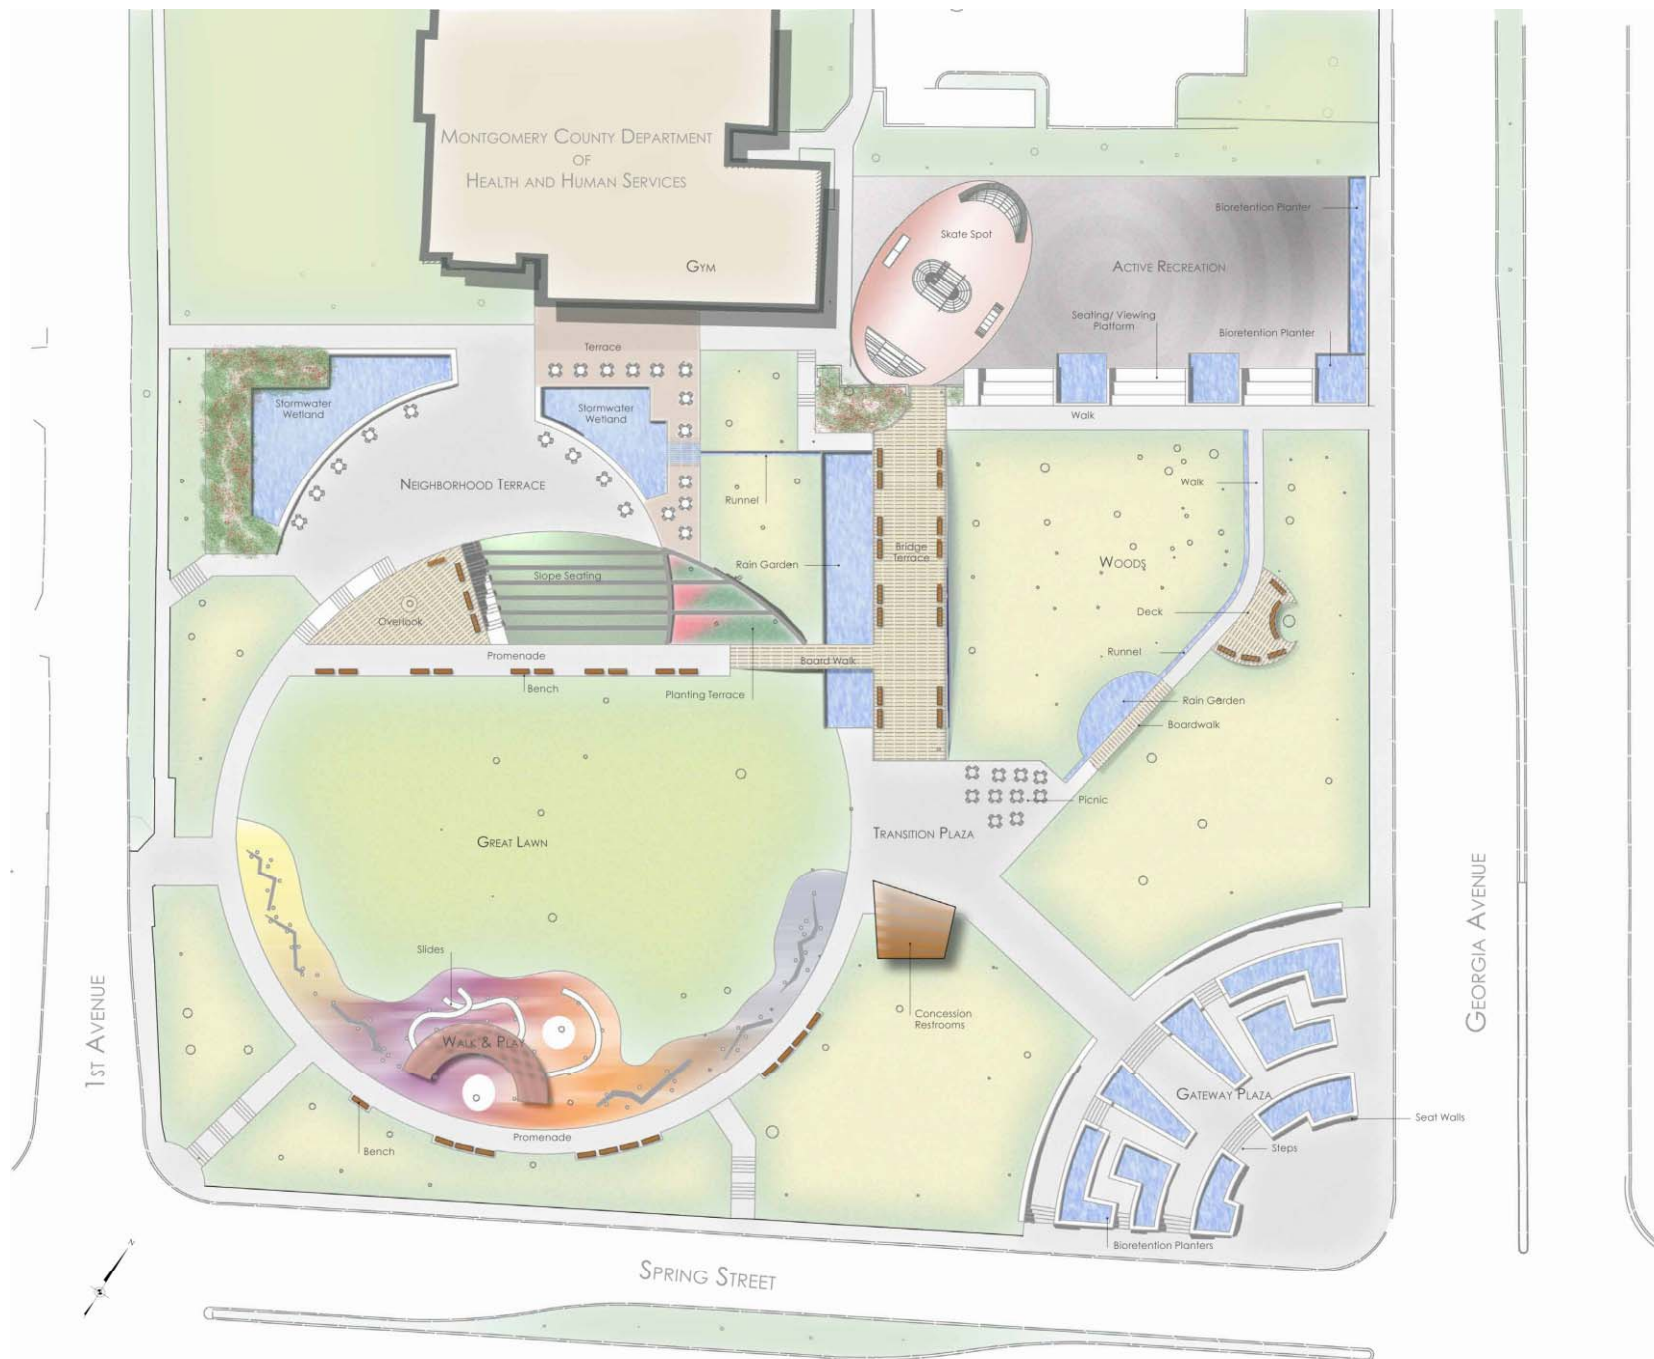 MONTGOMERY COUNTY DEPARTMENT
OF
HEALTH AND HUMAN SERVICES
GYM
Skate Spot
Bioretention Planter
ACTIVE RECREATION
Seating/ Viewing
Platform
Bioretention Planter
Terrace
Stormwater
Wetland
Stormwater
Wetland
Walk
NEIGHBORHOOD TERRACE
Runnel
Walk
Bridge
Terrace
Rain Garden
WOODS
Slope Seating
Deck
Overlook
Runnel
Promenade
Board Walk
Bench
Planting Terrace
Rain Garden
Boardwalk
Picnic
TRANSITION PLAZA
GREAT LAWN
Slides
Concession
Restrooms
WALK & PLAY
GATEWAY PLAZA
Seat Walls
Promenade
Bench
Steps
Bioretention Planters
1ST AVENUE
GEORGIA AVENUE
SPRING STREET
N